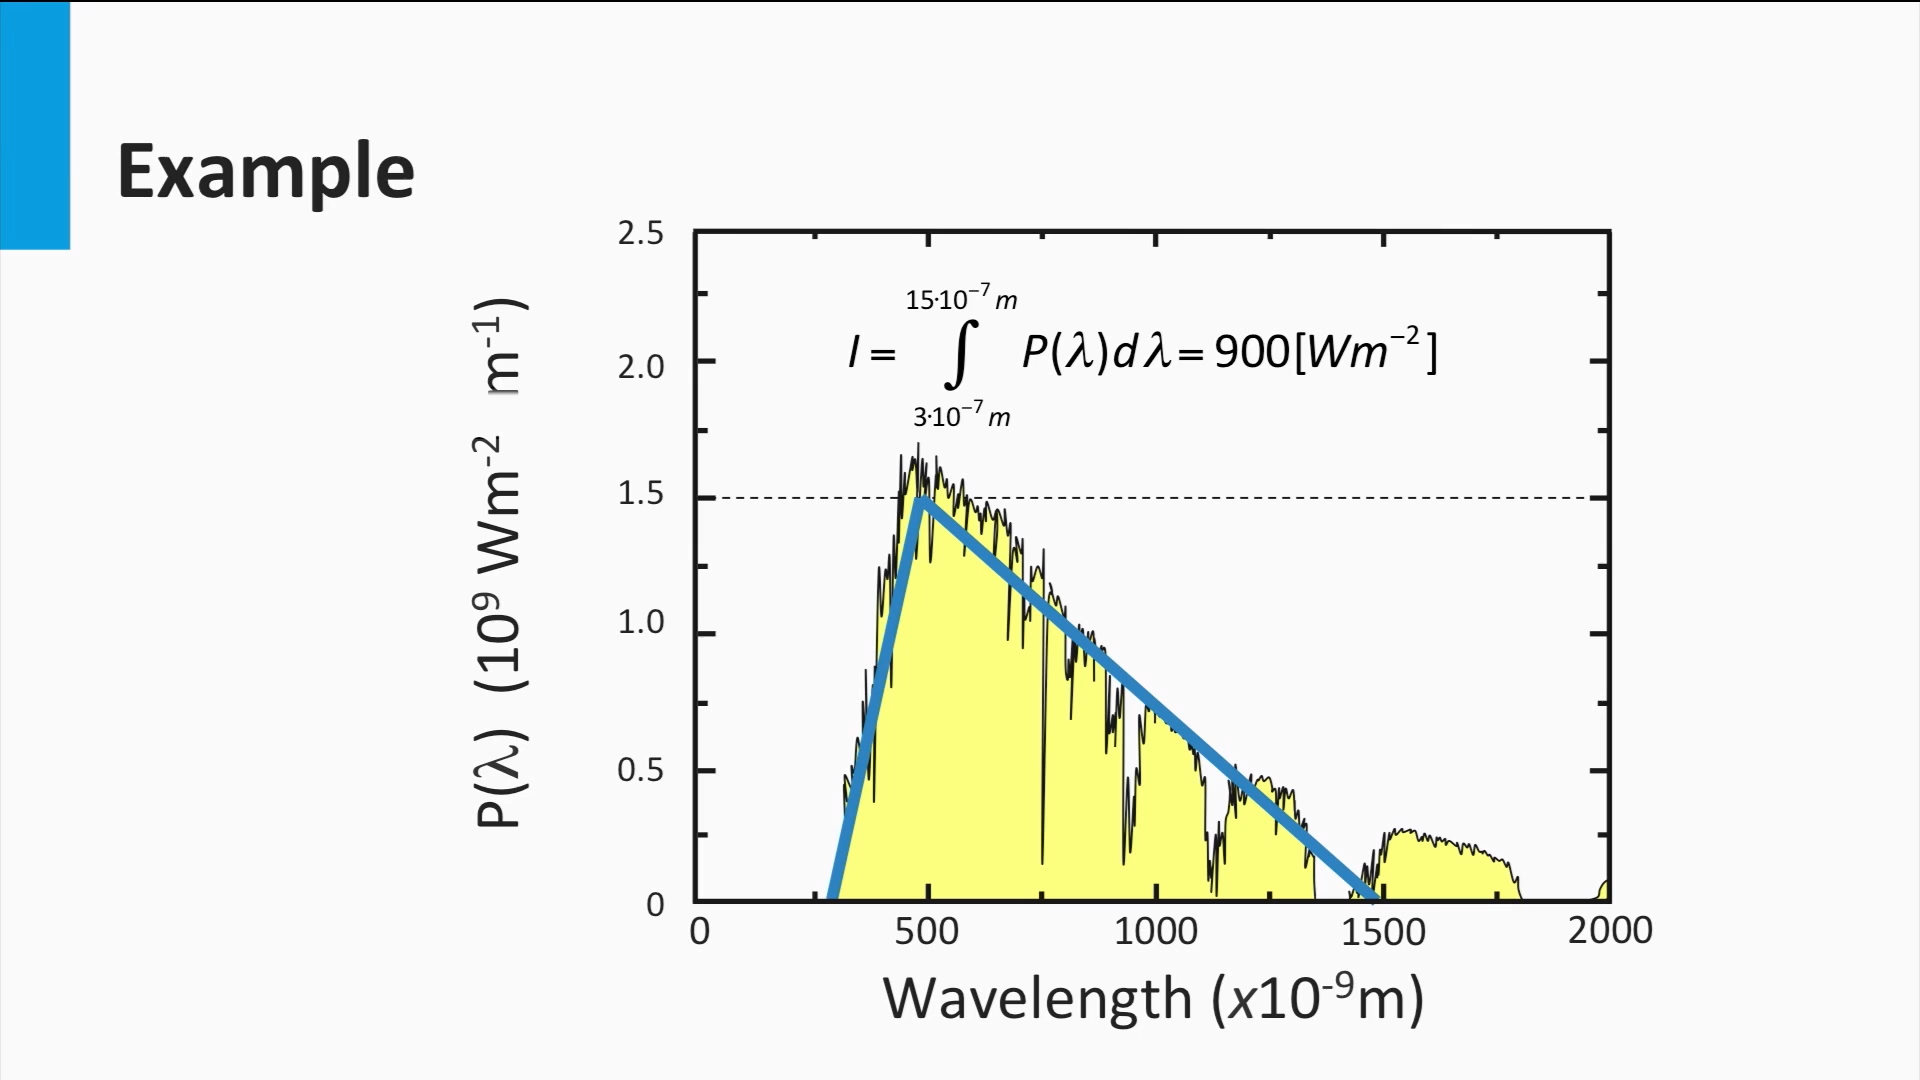 Example
2.5
2.0
1.5
1.0
0.5
0
P(λ) (10⁹ Wm⁻² m⁻¹)
15·10⁻⁷ m
I = ∫ P(λ)dλ = 900[Wm⁻²]
3·10⁻⁷ m
0 500 1000 1500 2000
Wavelength (x10⁻⁹m)